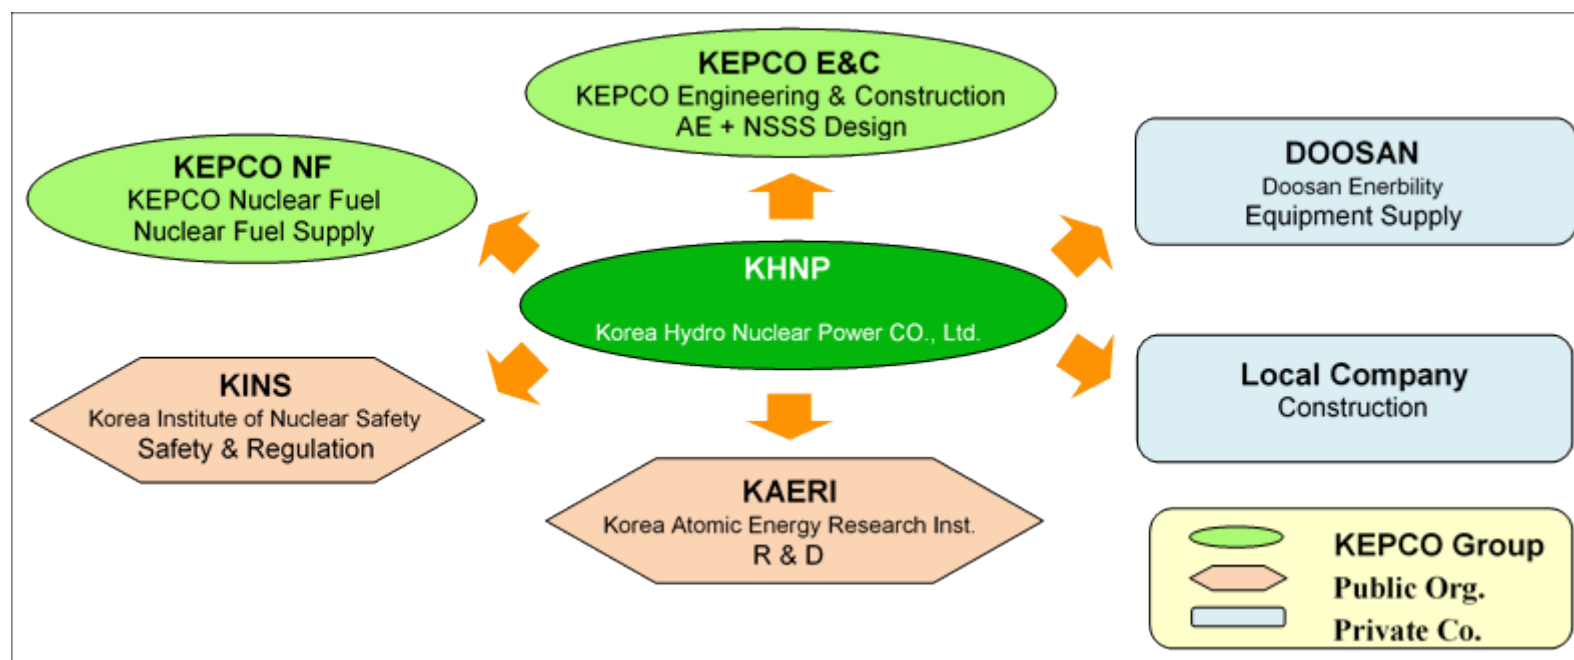 KEPCO E&C
KEPCO Engineering & Construction
AE + NSSS Design
KEPCO NF
KEPCO Nuclear Fuel
Nuclear Fuel Supply
DOOSAN
Doosan Enerbility
Equipment Supply
KHNP
Korea Hydro Nuclear Power CO., Ltd.
KINS
Korea Institute of Nuclear Safety
Safety & Regulation
Local Company
Construction
KAERI
Korea Atomic Energy Research Inst.
R & D
KEPCO Group
Public Org.
Private Co.